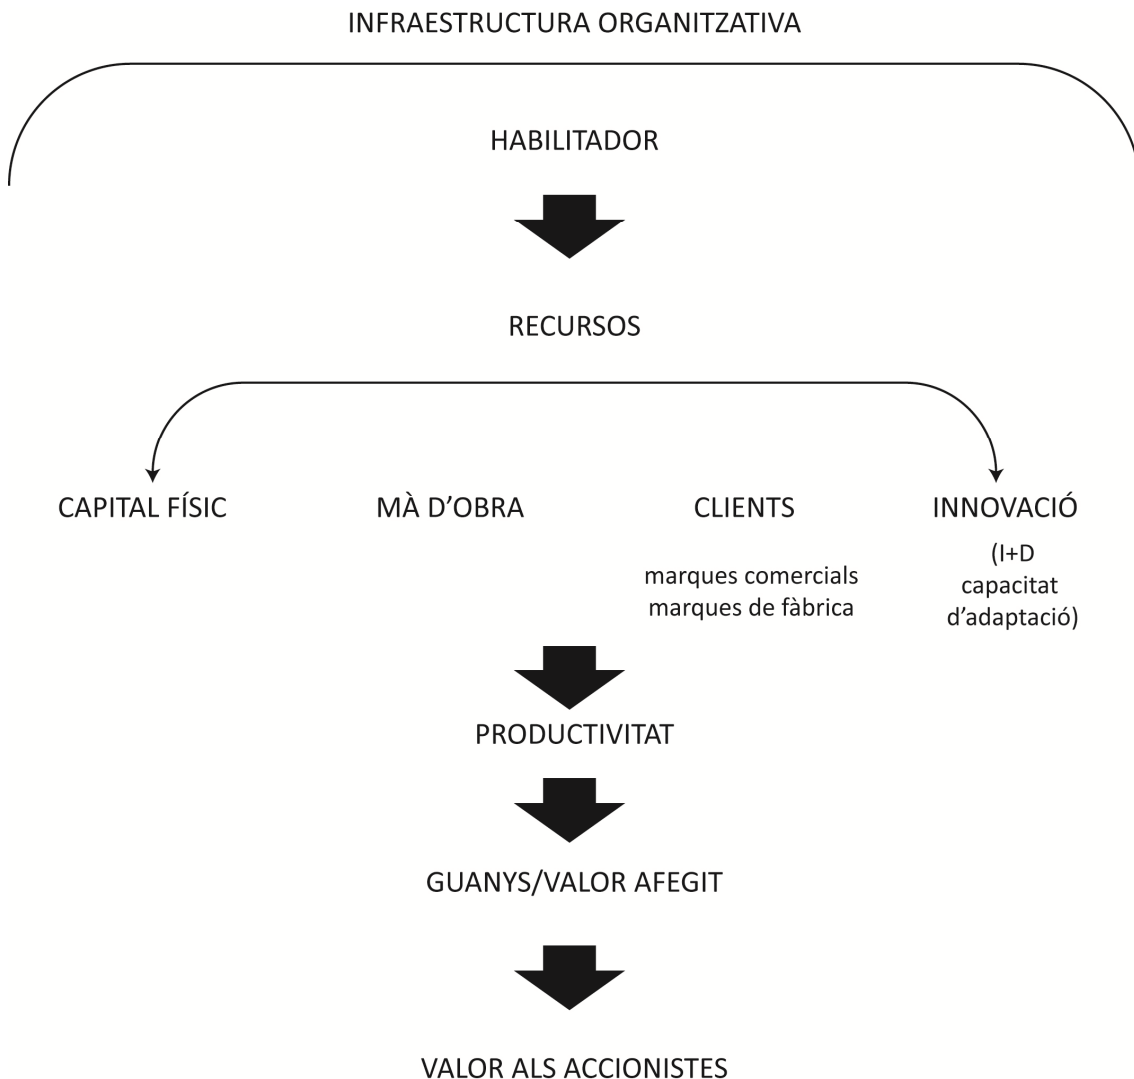 INFRAESTRUCTURA ORGANITZATIVA
HABILITADOR
RECURSOS
CAPITAL FÍSIC
MÀ D'OBRA
CLIENTS
INNOVACIÓ
marques comercials
marques de fàbrica
(I+D
capacitat
d'adaptació)
PRODUCTIVITAT
GUANYS/VALOR AFEGIT
VALOR ALS ACCIONISTES